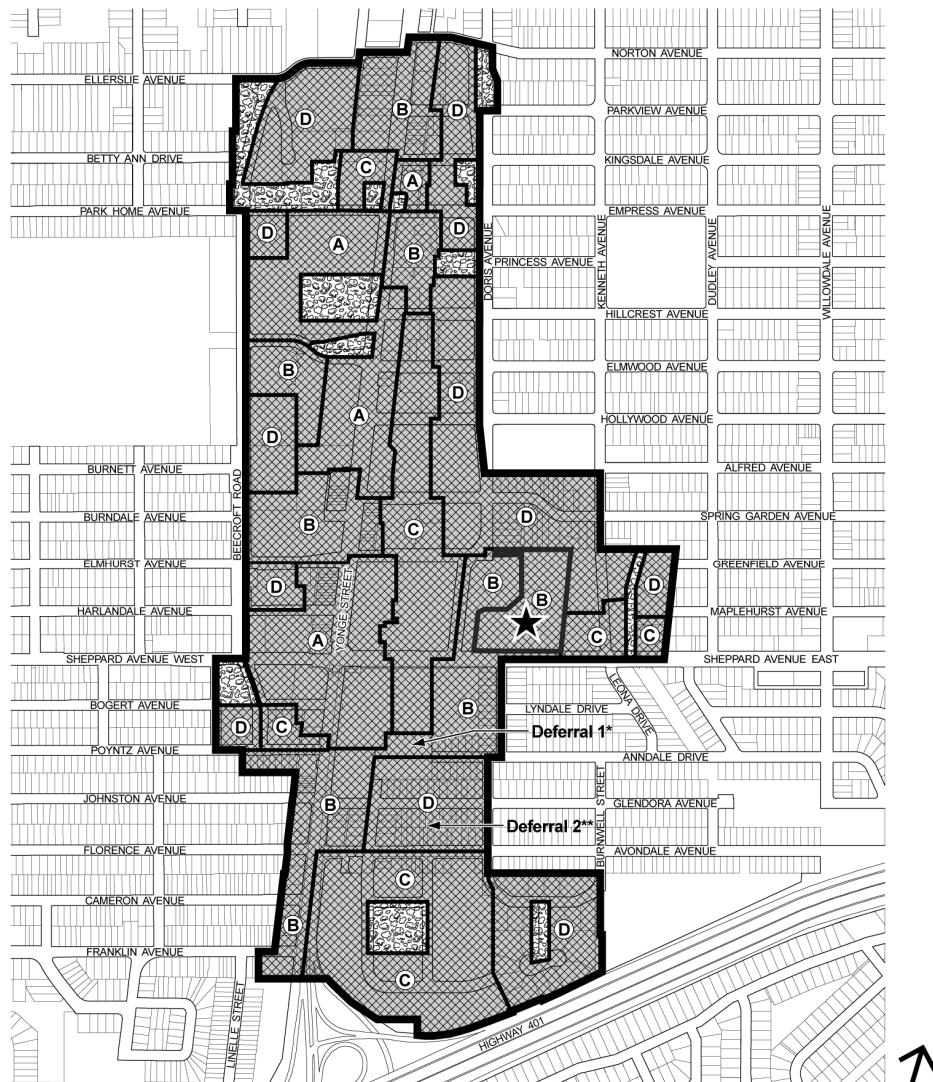 NORTON AVENUE
ELLERSLIE AVENUE
B
D
D
PARKVIEW AVENUE
BETTY ANN DRIVE
KINGSDALE AVENUE
C
A
PARK HOME AVENUE
EMPRESS AVENUE
D
A
D
B
DORIS AVENUE
PRINCESS AVENUE
KENNETH AVENUE
DUDLEY AVENUE
WILLOWDALE AVENUE
HILLCREST AVENUE
B
ELMWOOD AVENUE
D
A
HOLLYWOOD AVENUE
D
BURNETT AVENUE
ALFRED AVENUE
BEECROFT ROAD
BURNDALE AVENUE
B
C
D
SPRING GARDEN AVENUE
ELMHURST AVENUE
GREENFIELD AVENUE
D
B
B
D
HARLANDALE AVENUE
YONGE STREET
MAPLEHURST AVENUE
A
C
C
SHEPPARD AVENUE WEST
SHEPPARD AVENUE EAST
LEONA DRIVE
BOGERT AVENUE
B
LYNDALE DRIVE
D
C
Deferral 1*
POYNTZ AVENUE
ANNDALE DRIVE
BURNWELL STREET
JOHNSTON AVENUE
B
D
GLENDORA AVENUE
Deferral 2**
FLORENCE AVENUE
AVONDALE AVENUE
C
CAMERON AVENUE
B
D
FRANKLIN AVENUE
C
LINELLE STREET
HIGHWAY 401